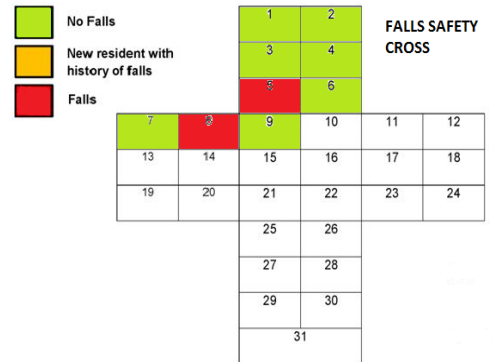 No Falls
New resident with
history of falls
Falls
FALLS SAFETY
CROSS
1 2
3 4
5 6
7 8 9 10 11 12
13 14 15 16 17 18
19 20 21 22 23 24
25 26
27 28
29 30
31